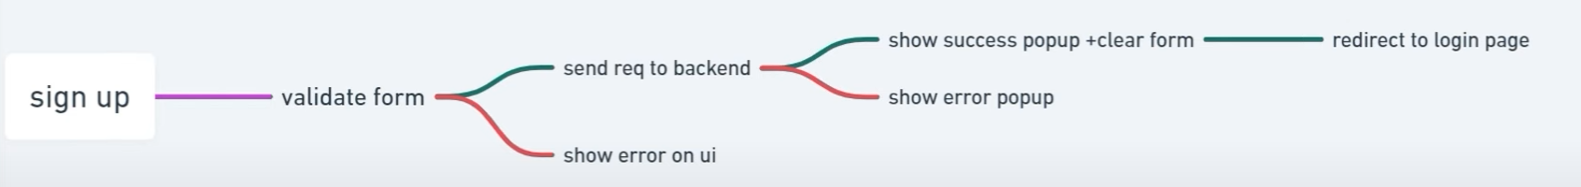 sign up
validate form
send req to backend
show success popup +clear form
redirect to login page
show error popup
show error on ui